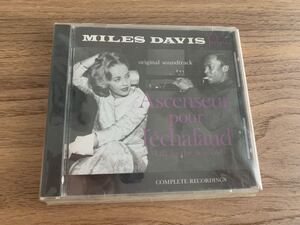 MILES DAVIS
original soundtrack
Ascenseur
pour
l'échafaud
COMPLETE RECORDINGS